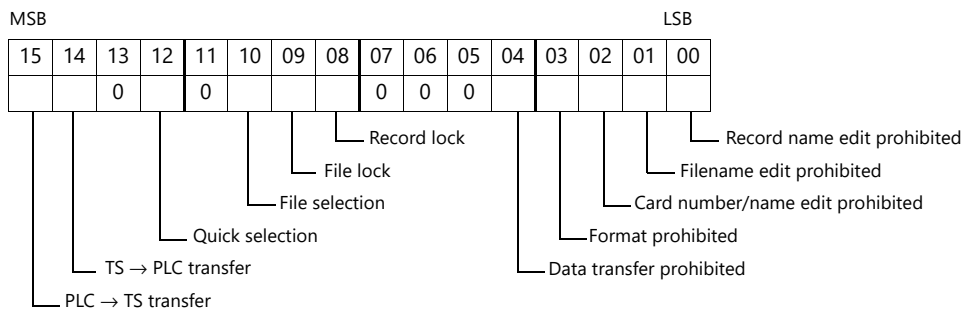 MSB LSB
15 14 13 12 11 10 09 08 07 06 05 04 03 02 01 00
0 0 0 0 0
Record lock Record name edit prohibited
File lock Filename edit prohibited
File selection Card number/name edit prohibited
Quick selection Format prohibited
TS → PLC transfer Data transfer prohibited
PLC → TS transfer